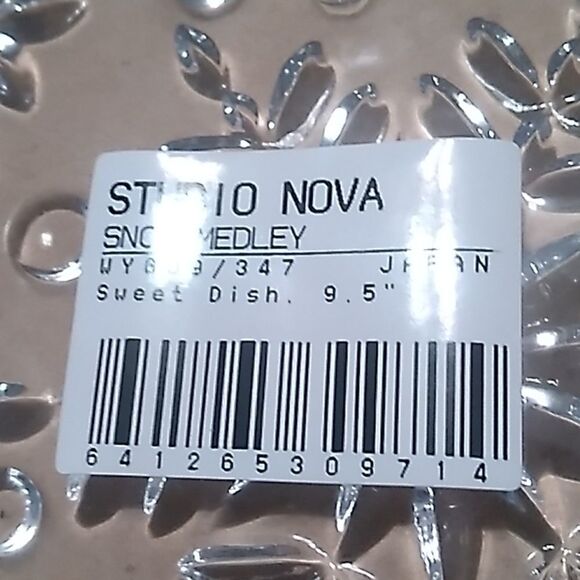 STUDIO NOVA
SNOW MEDLEY
/347 JAPAN
Sweet Dish. 9.5"
641265309714